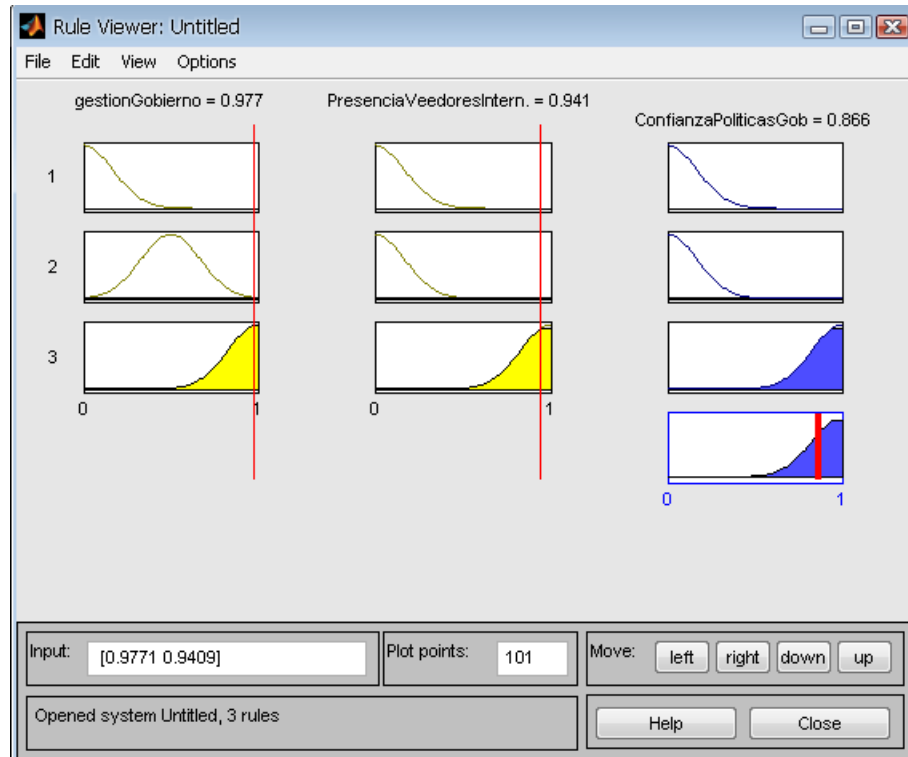 Rule Viewer: Untitled
File Edit View Options
gestionGobierno = 0.977
PresenciaVeedoresIntern. = 0.941
ConfianzaPoliticasGob = 0.866
1
2
3
0 1
0 1
0 1
Input: [0.9771 0.9409]
Plot points: 101
Move: left right down up
Opened system Untitled, 3 rules
Help Close